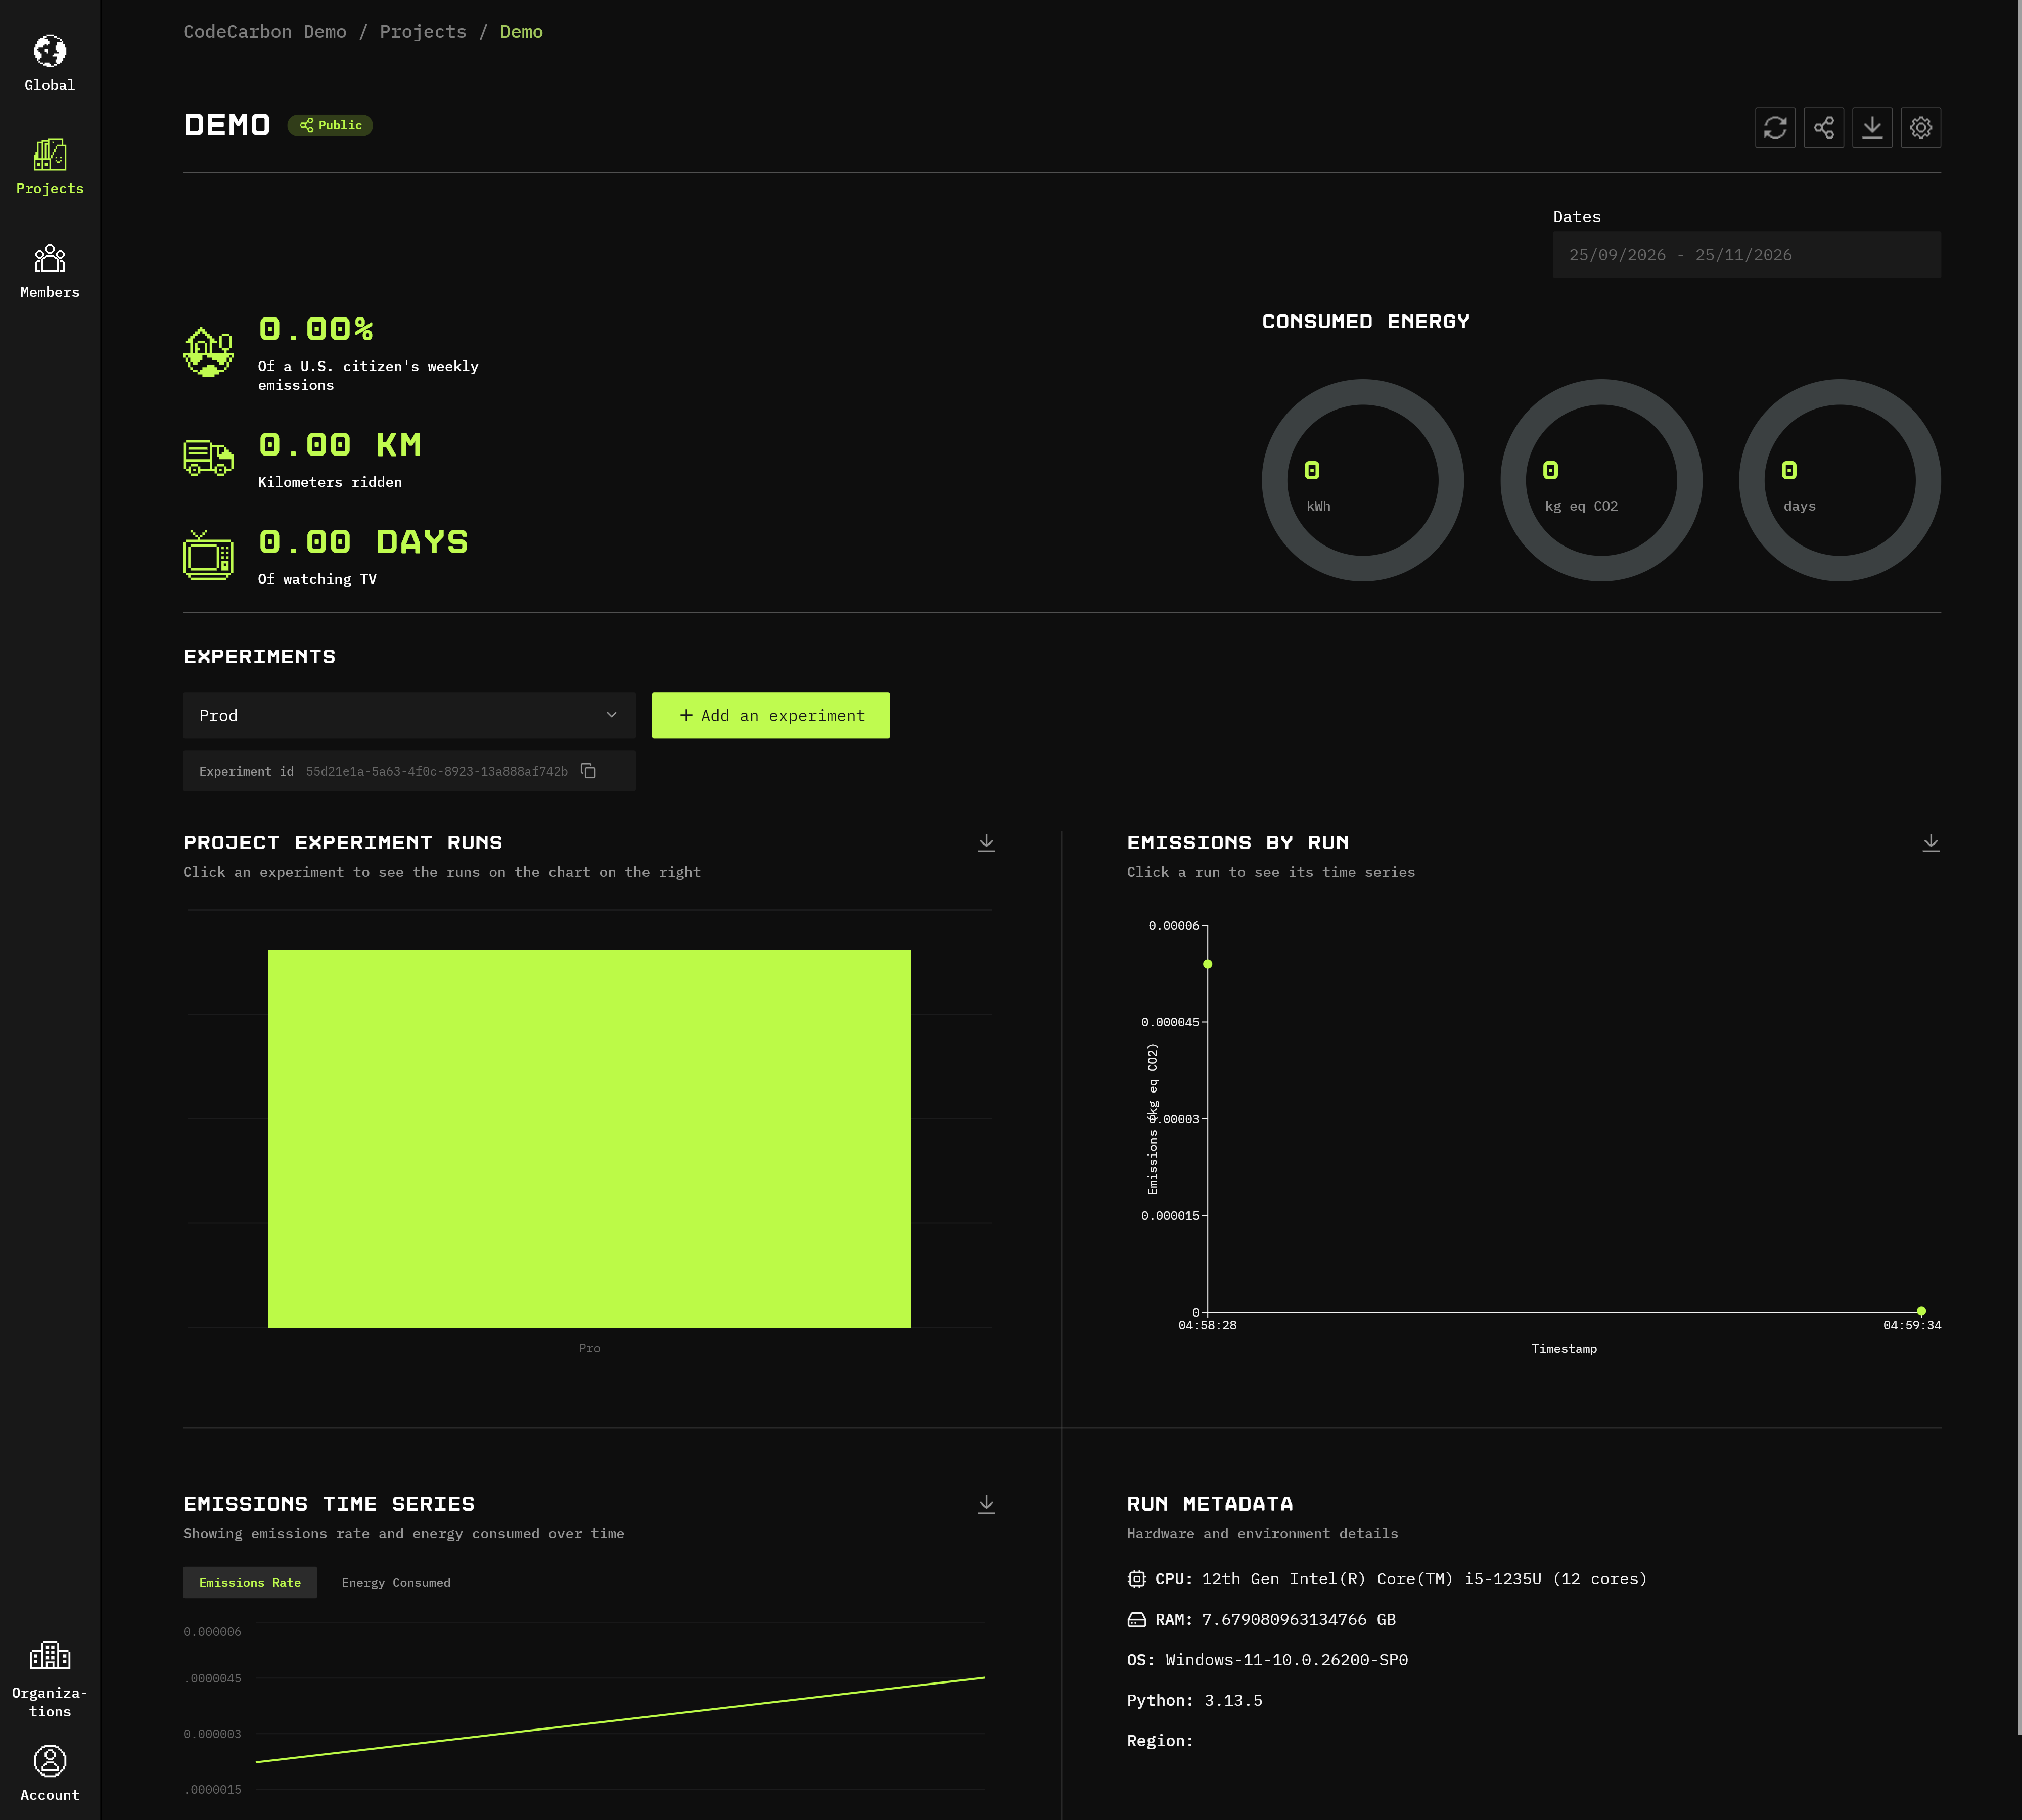 CodeCarbon Demo / Projects / Demo
Global
Projects
Members
Organiza-
tions
Account
DEMO
Public
Dates
25/09/2026 - 25/11/2026
0.00%
Of a U.S. citizen's weekly
emissions
0.00 KM
Kilometers ridden
0.00 DAYS
Of watching TV
CONSUMED ENERGY
0
kWh
0
kg eq CO2
0
days
EXPERIMENTS
Prod
+ Add an experiment
Experiment id 55d21e1a-5a63-4f0c-8923-13a888af742b
PROJECT EXPERIMENT RUNS
Click an experiment to see the runs on the chart on the right
Pro
EMISSIONS BY RUN
Click a run to see its time series
0.00006
0.000045
0.00003
0.000015
0
Emissions (kg eq CO2)
04:58:28
04:59:34
Timestamp
EMISSIONS TIME SERIES
Showing emissions rate and energy consumed over time
Emissions Rate
Energy Consumed
0.000006
.0000045
0.000003
.0000015
RUN METADATA
Hardware and environment details
CPU: 12th Gen Intel(R) Core(TM) i5-1235U (12 cores)
RAM: 7.679080963134766 GB
OS: Windows-11-10.0.26200-SP0
Python: 3.13.5
Region: